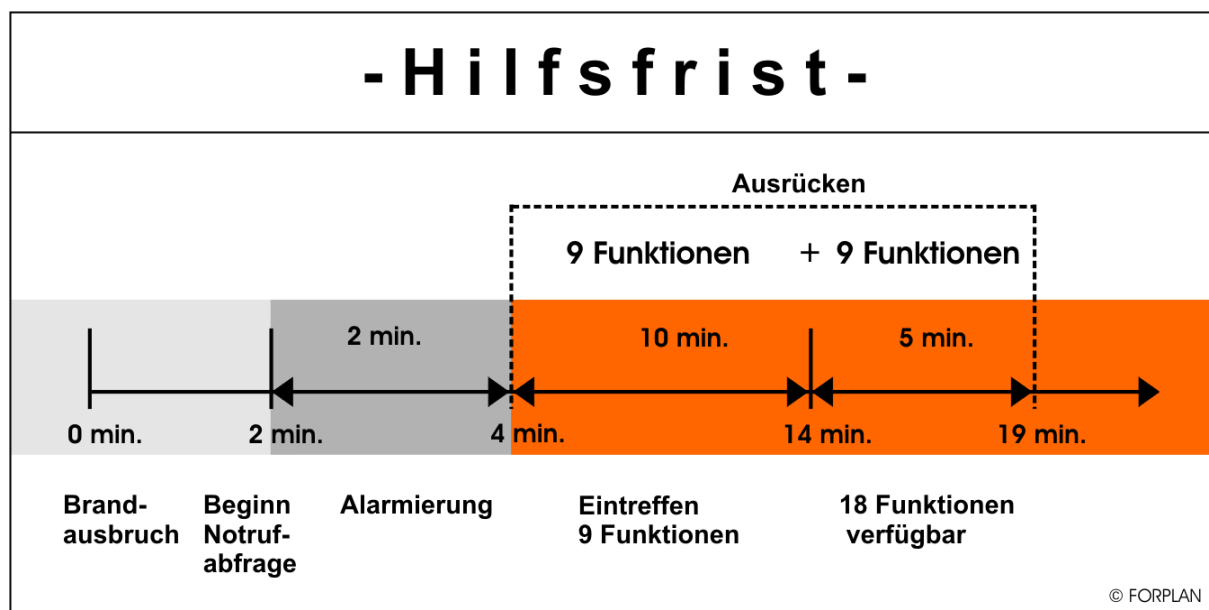 - H i l f s f r i s t -
Ausrücken
9 Funktionen + 9 Funktionen
2 min. 10 min. 5 min.
0 min. 2 min. 4 min. 14 min. 19 min.
Brand-
ausbruch
Beginn
Notruf-
abfrage
Alarmierung
Eintreffen
9 Funktionen
18 Funktionen
verfügbar
© FORPLAN